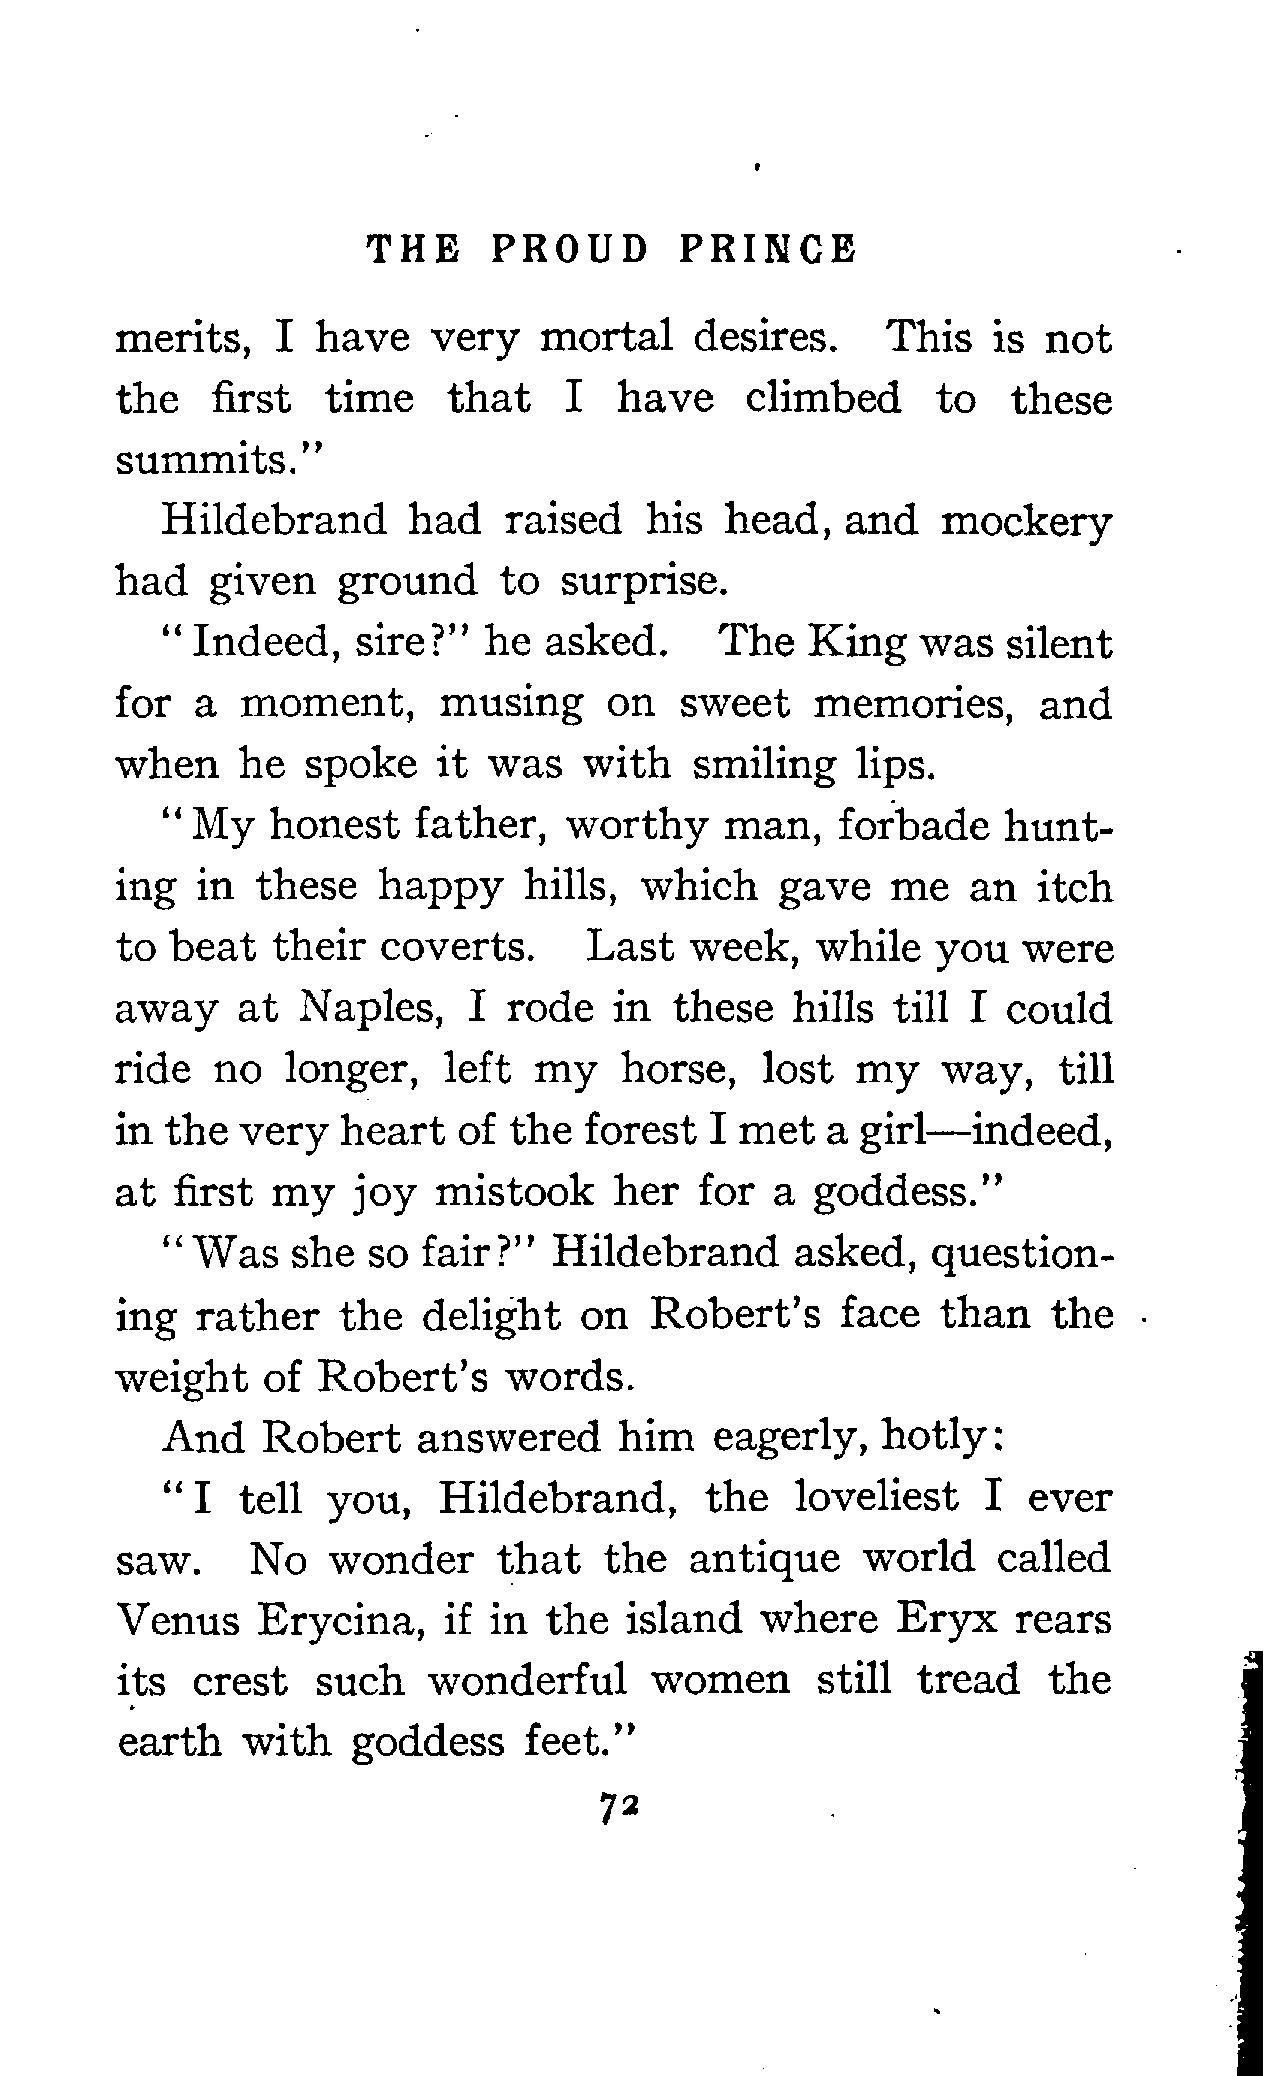 THE PROUD PRINCE
merits, I have very mortal desires. This is not
the first time that I have climbed to these
summits."
Hildebrand had raised his head, and mockery
had given ground to surprise.
"Indeed, sire?" he asked. The King was silent
for a moment, musing on sweet memories, and
when he spoke it was with smiling lips.
"My honest father, worthy man, forbade hunt-
ing in these happy hills, which gave me an itch
to beat their coverts. Last week, while you were
away at Naples, I rode in these hills till I could
ride no longer, left my horse, lost my way, till
in the very heart of the forest I met a girl—indeed,
at first my joy mistook her for a goddess."
"Was she so fair?" Hildebrand asked, question-
ing rather the delight on Robert's face than the
weight of Robert's words.
And Robert answered him eagerly, hotly:
"I tell you, Hildebrand, the loveliest I ever
saw. No wonder that the antique world called
Venus Erycina, if in the island where Eryx rears
its crest such wonderful women still tread the
earth with goddess feet."
72